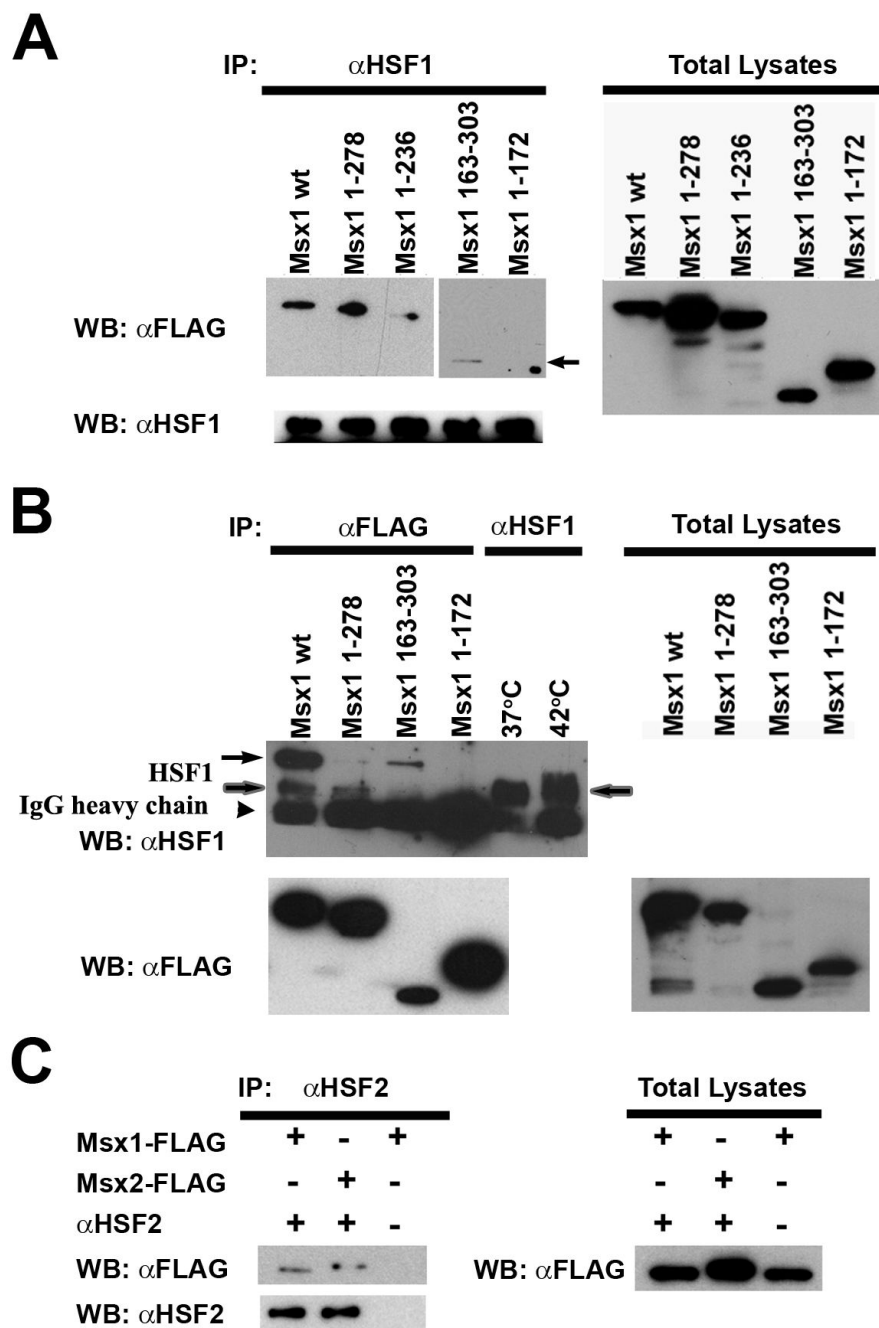 A
IP: αHSF1
Total Lysates
Msx1 wt
Msx1 1-278
Msx1 1-236
Msx1 163-303
Msx1 1-172
Msx1 wt
Msx1 1-278
Msx1 1-236
Msx1 163-303
Msx1 1-172
WB: αFLAG
WB: αHSF1
B
IP: αFLAG αHSF1
Total Lysates
Msx1 wt
Msx1 1-278
Msx1 163-303
Msx1 1-172
37°C
42°C
Msx1 wt
Msx1 1-278
Msx1 163-303
Msx1 1-172
HSF1
IgG heavy chain
WB: αHSF1
WB: αFLAG
C
IP: αHSF2
Total Lysates
Msx1-FLAG + - + + - +
Msx2-FLAG - + - - + -
αHSF2 + + - + + -
WB: αFLAG
WB: αFLAG
WB: αHSF2